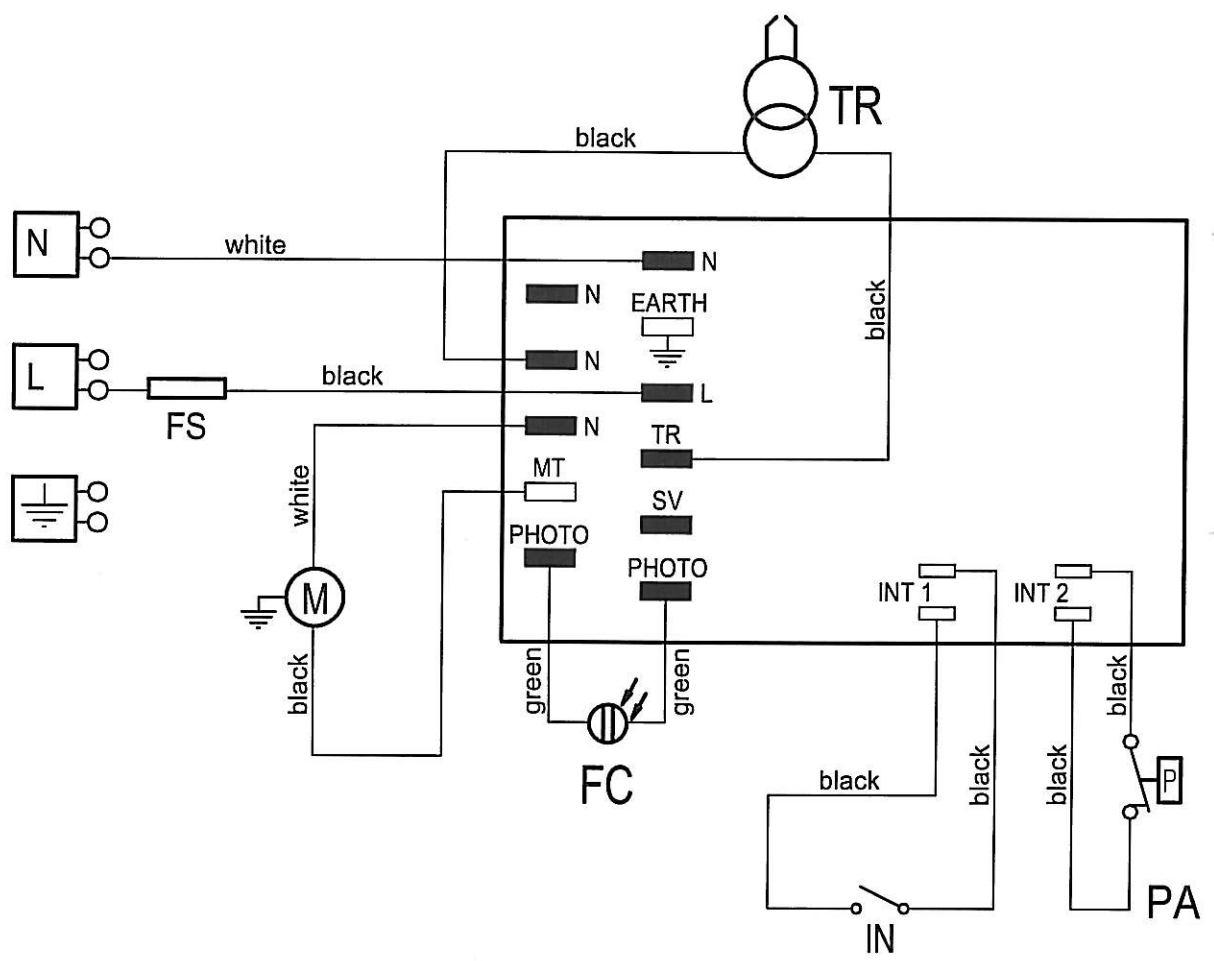 TR
black
N
white
N
N
EARTH
black
N
L
black
L
FS
N
TR
white
MT
SV
PHOTO
PHOTO
M
INT 1
INT 2
black
green
green
black
FC
black
black
black
P
PA
IN